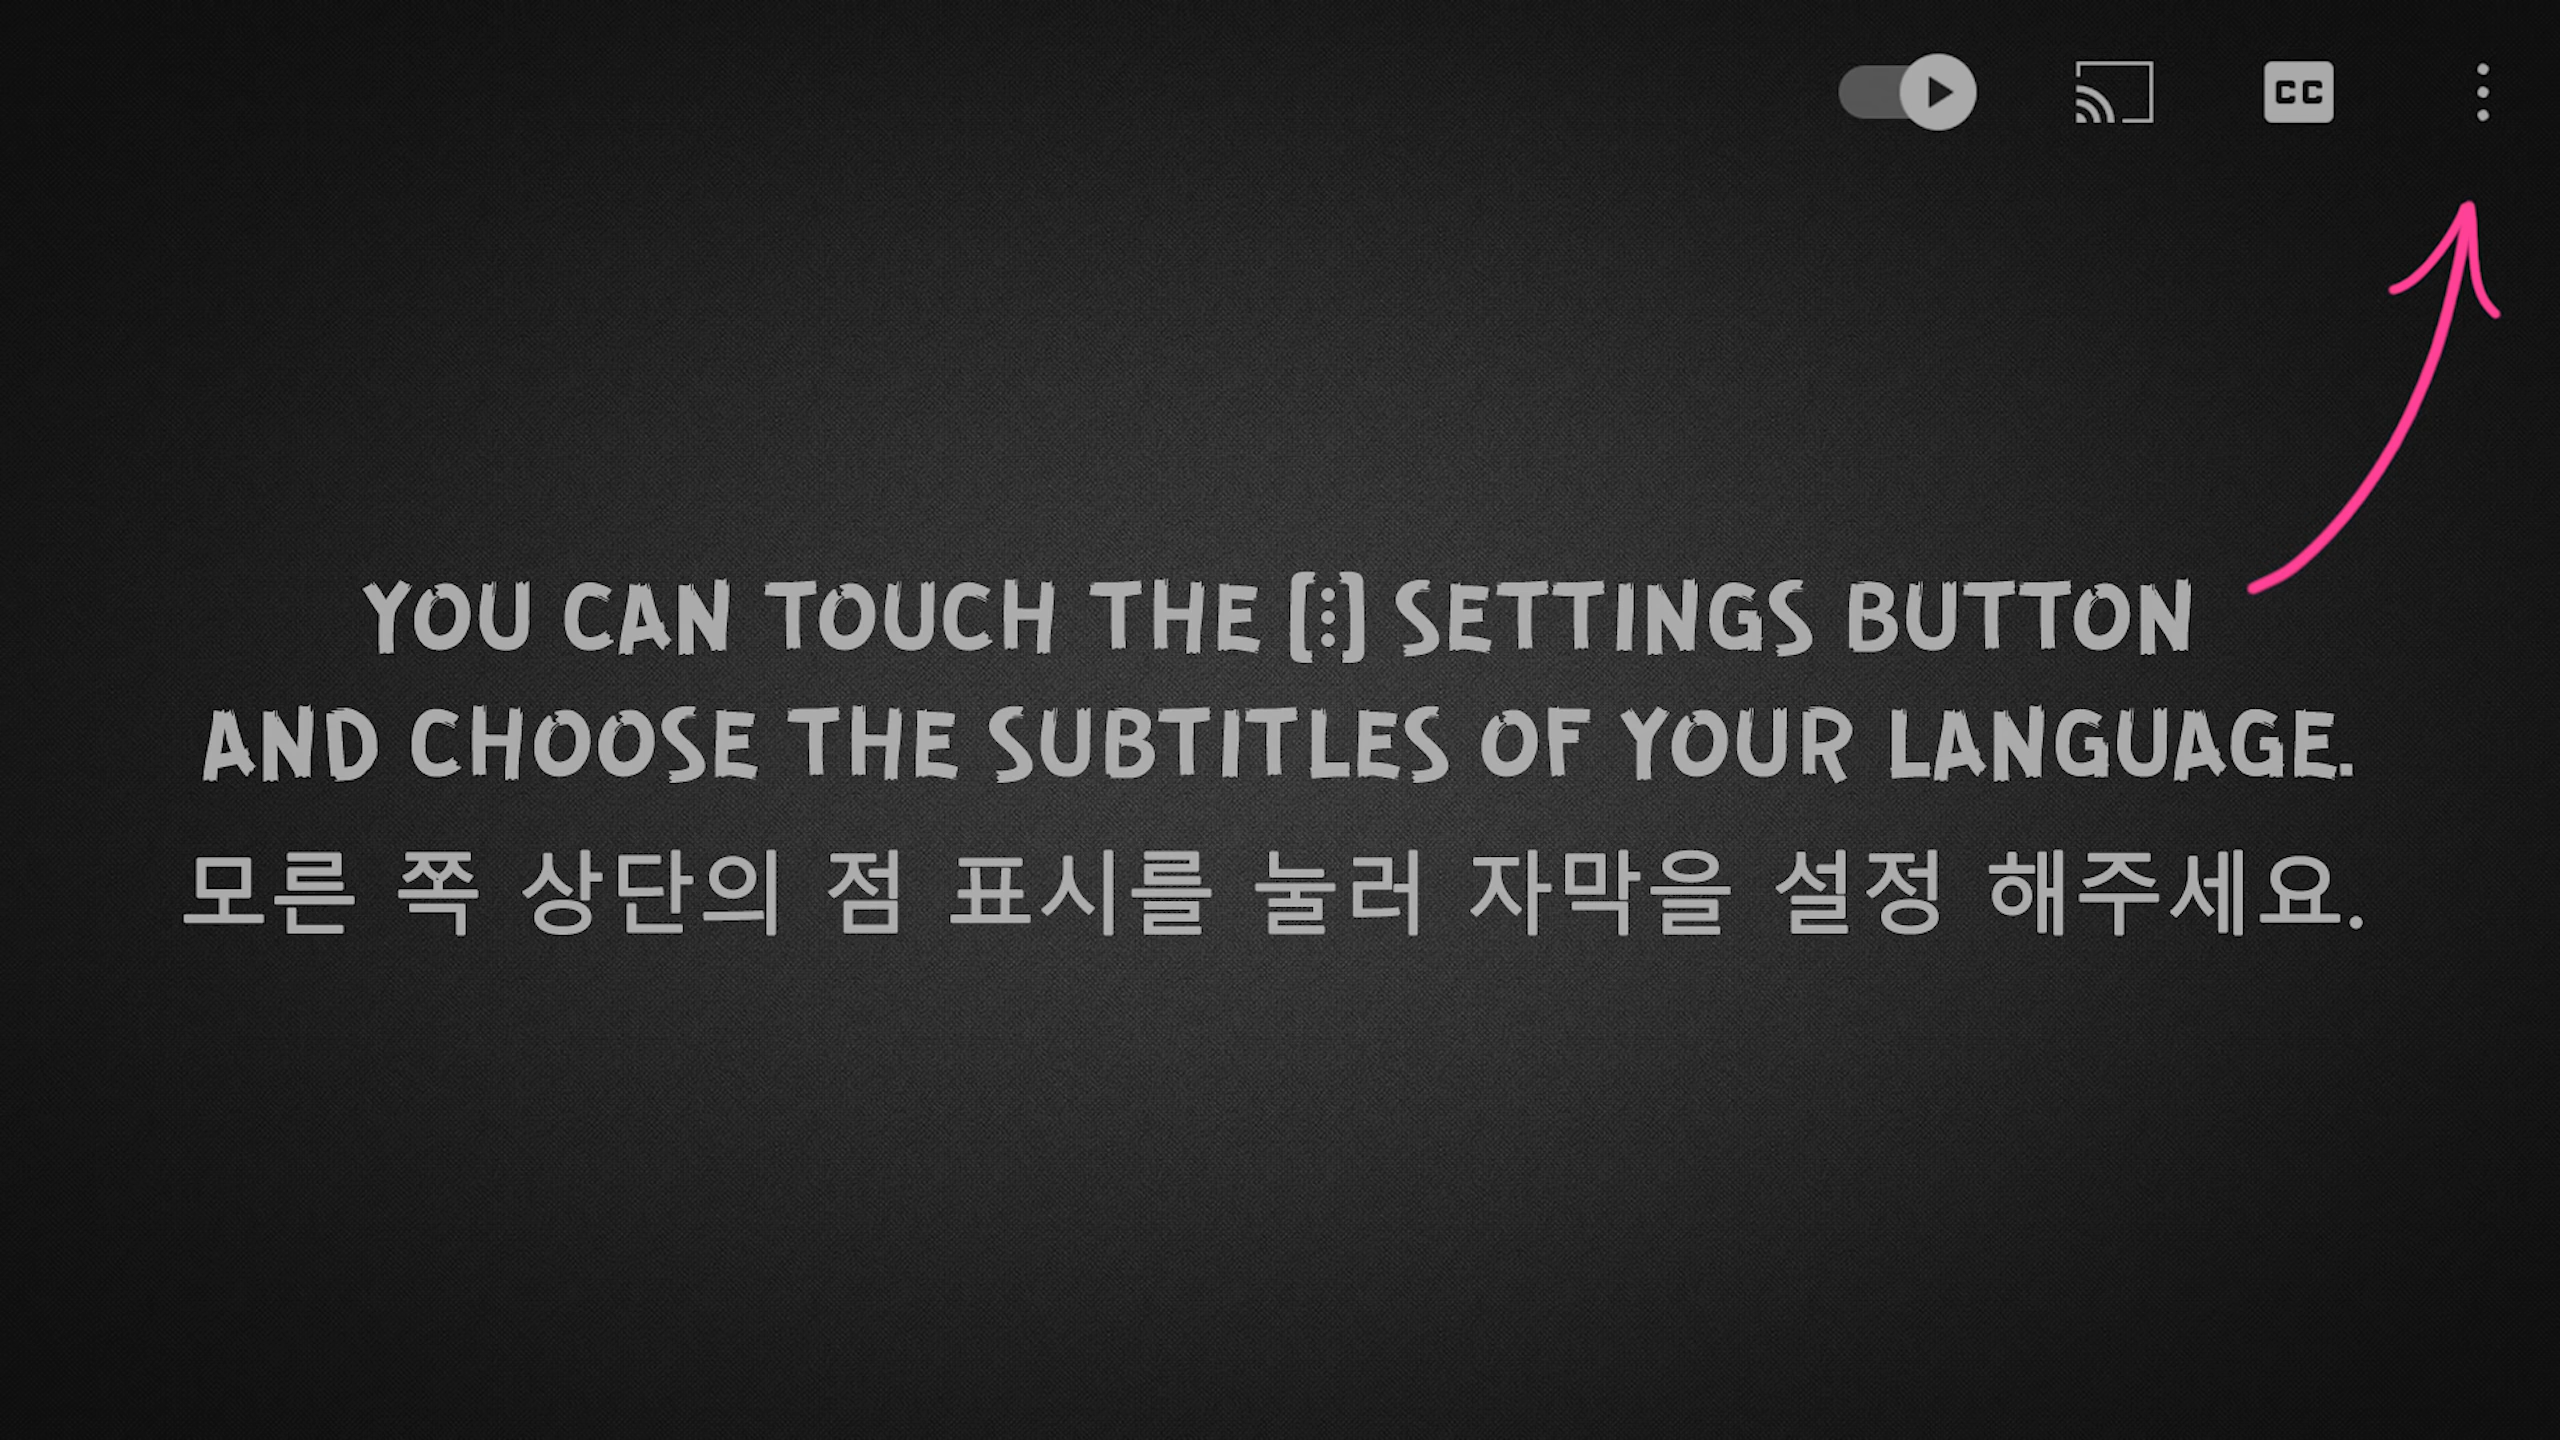 CC
YOU CAN TOUCH THE [⋮] SETTINGS BUTTON
AND CHOOSE THE SUBTITLES OF YOUR LANGUAGE.
모른 쪽 상단의 점 표시를 눌러 자막을 설정 해주세요.